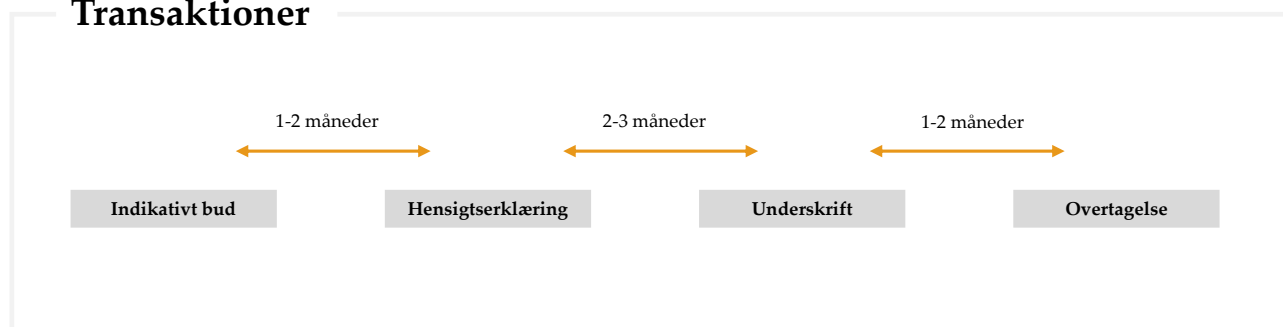 Transaktioner
1-2 måneder
2-3 måneder
1-2 måneder
Indikativt bud
Hensigtserklæring
Underskrift
Overtagelse